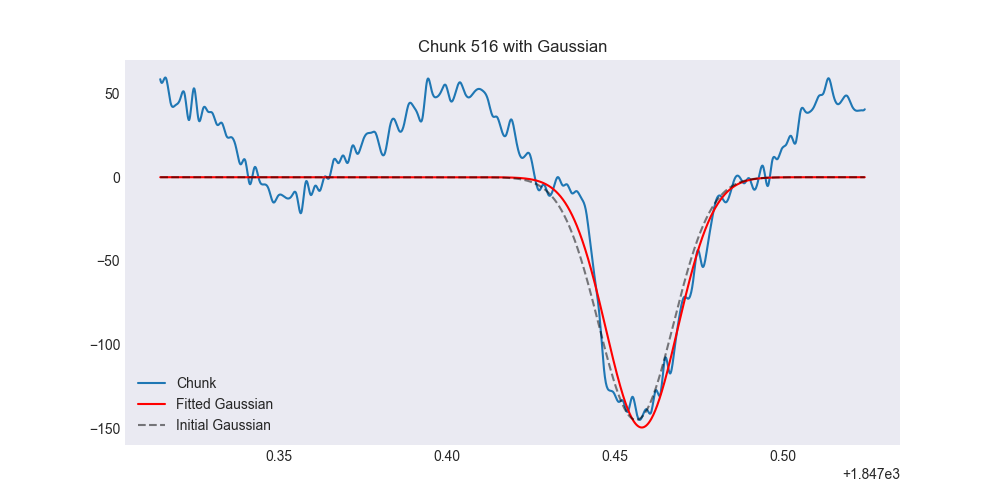 Chunk 516 with Gaussian
50
0
−50
−100
−150
Chunk
Fitted Gaussian
Initial Gaussian
0.35 0.40 0.45 0.50
+1.847e3